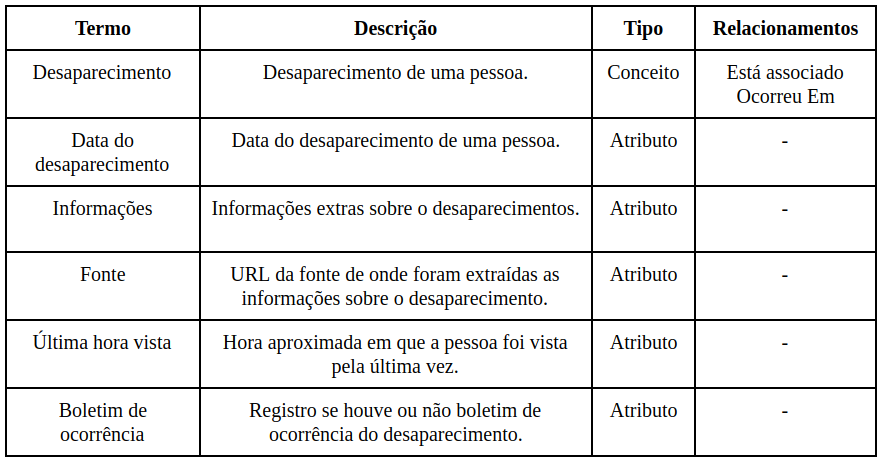 Termo Descrição Tipo Relacionamentos
Desaparecimento Desaparecimento de uma pessoa. Conceito Está associado
Ocorreu Em
Data do Data do desaparecimento de uma pessoa. Atributo -
desaparecimento
Informações Informações extras sobre o desaparecimentos. Atributo -
Fonte URL da fonte de onde foram extraídas as Atributo -
informações sobre o desaparecimento.
Última hora vista Hora aproximada em que a pessoa foi vista Atributo -
pela última vez.
Boletim de Registro se houve ou não boletim de Atributo -
ocorrência ocorrência do desaparecimento.